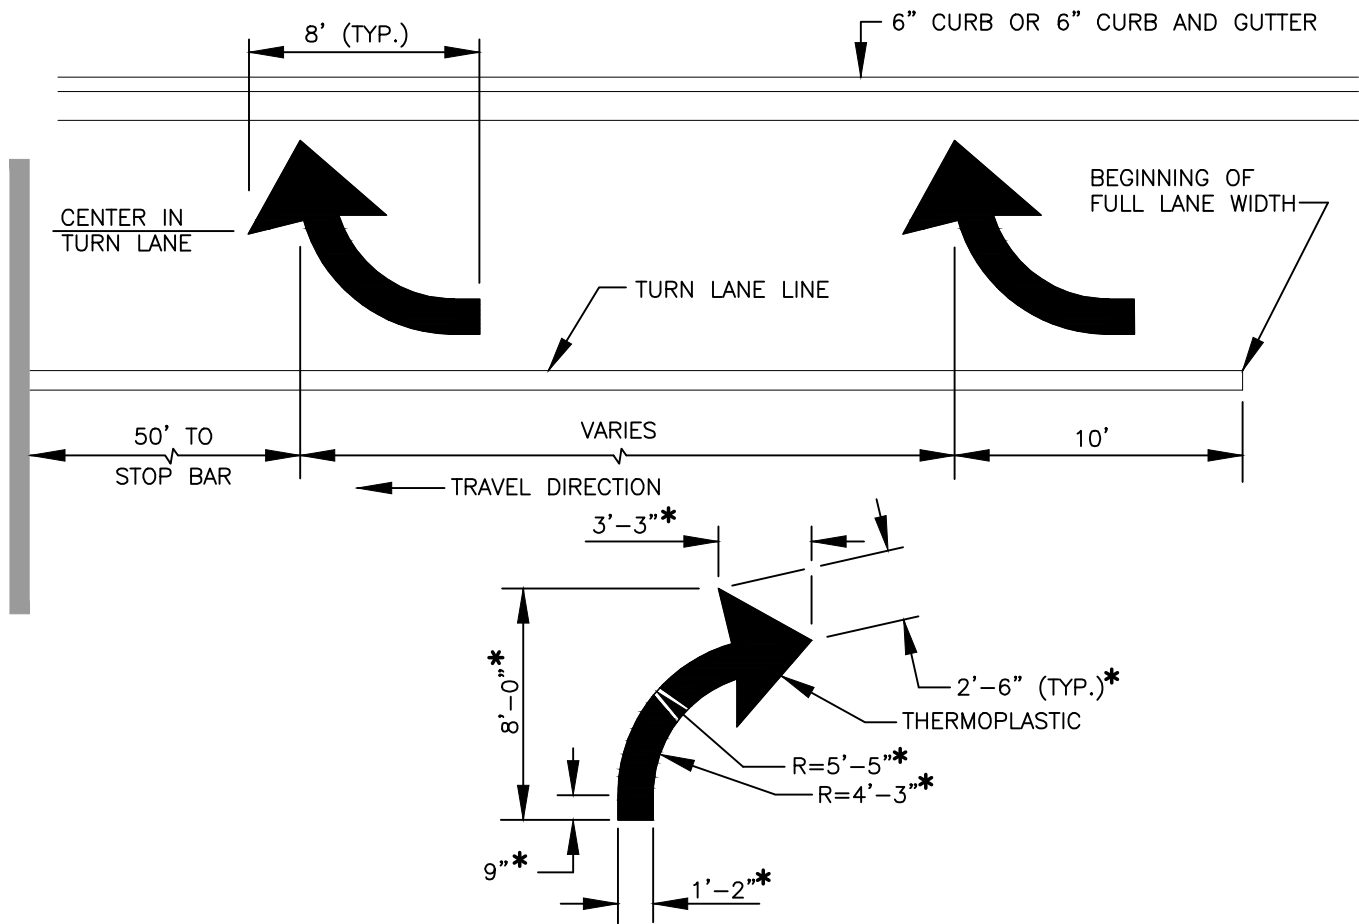 6” CURB OR 6” CURB AND GUTTER
8’ (TYP.)
BEGINNING OF
FULL LANE WIDTH
CENTER IN
TURN LANE
TURN LANE LINE
50’ TO
STOP BAR
VARIES
10’
TRAVEL DIRECTION
3’-3”*
8’-0”*
2’-6” (TYP.)*
THERMOPLASTIC
R=5’-5”*
R=4’-3”*
9”*
1’-2”*